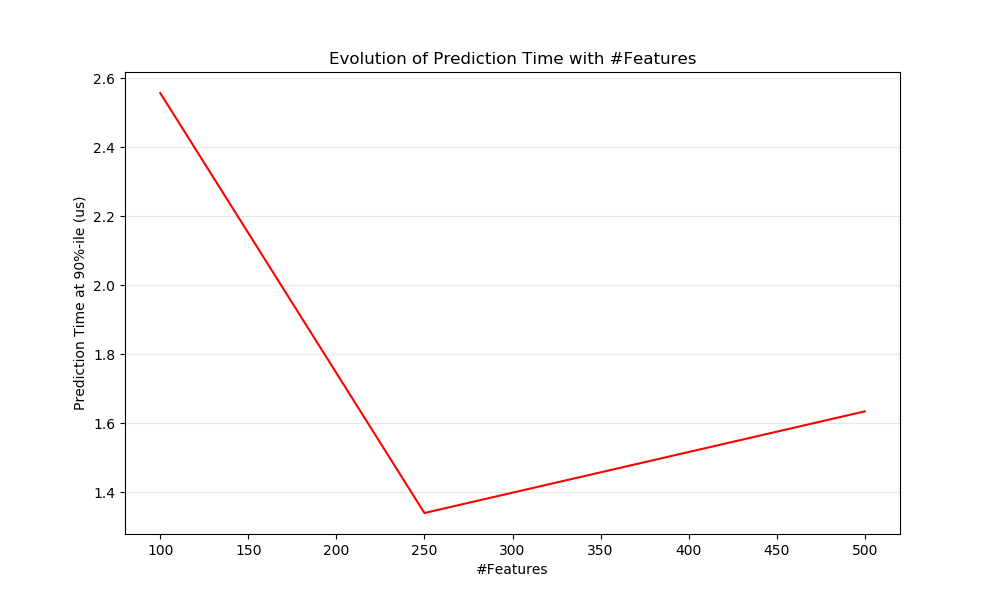 Evolution of Prediction Time with #Features
Prediction Time at 90%-ile (us)
2.6
2.4
2.2
2.0
1.8
1.6
1.4
100 150 200 250 300 350 400 450 500
#Features